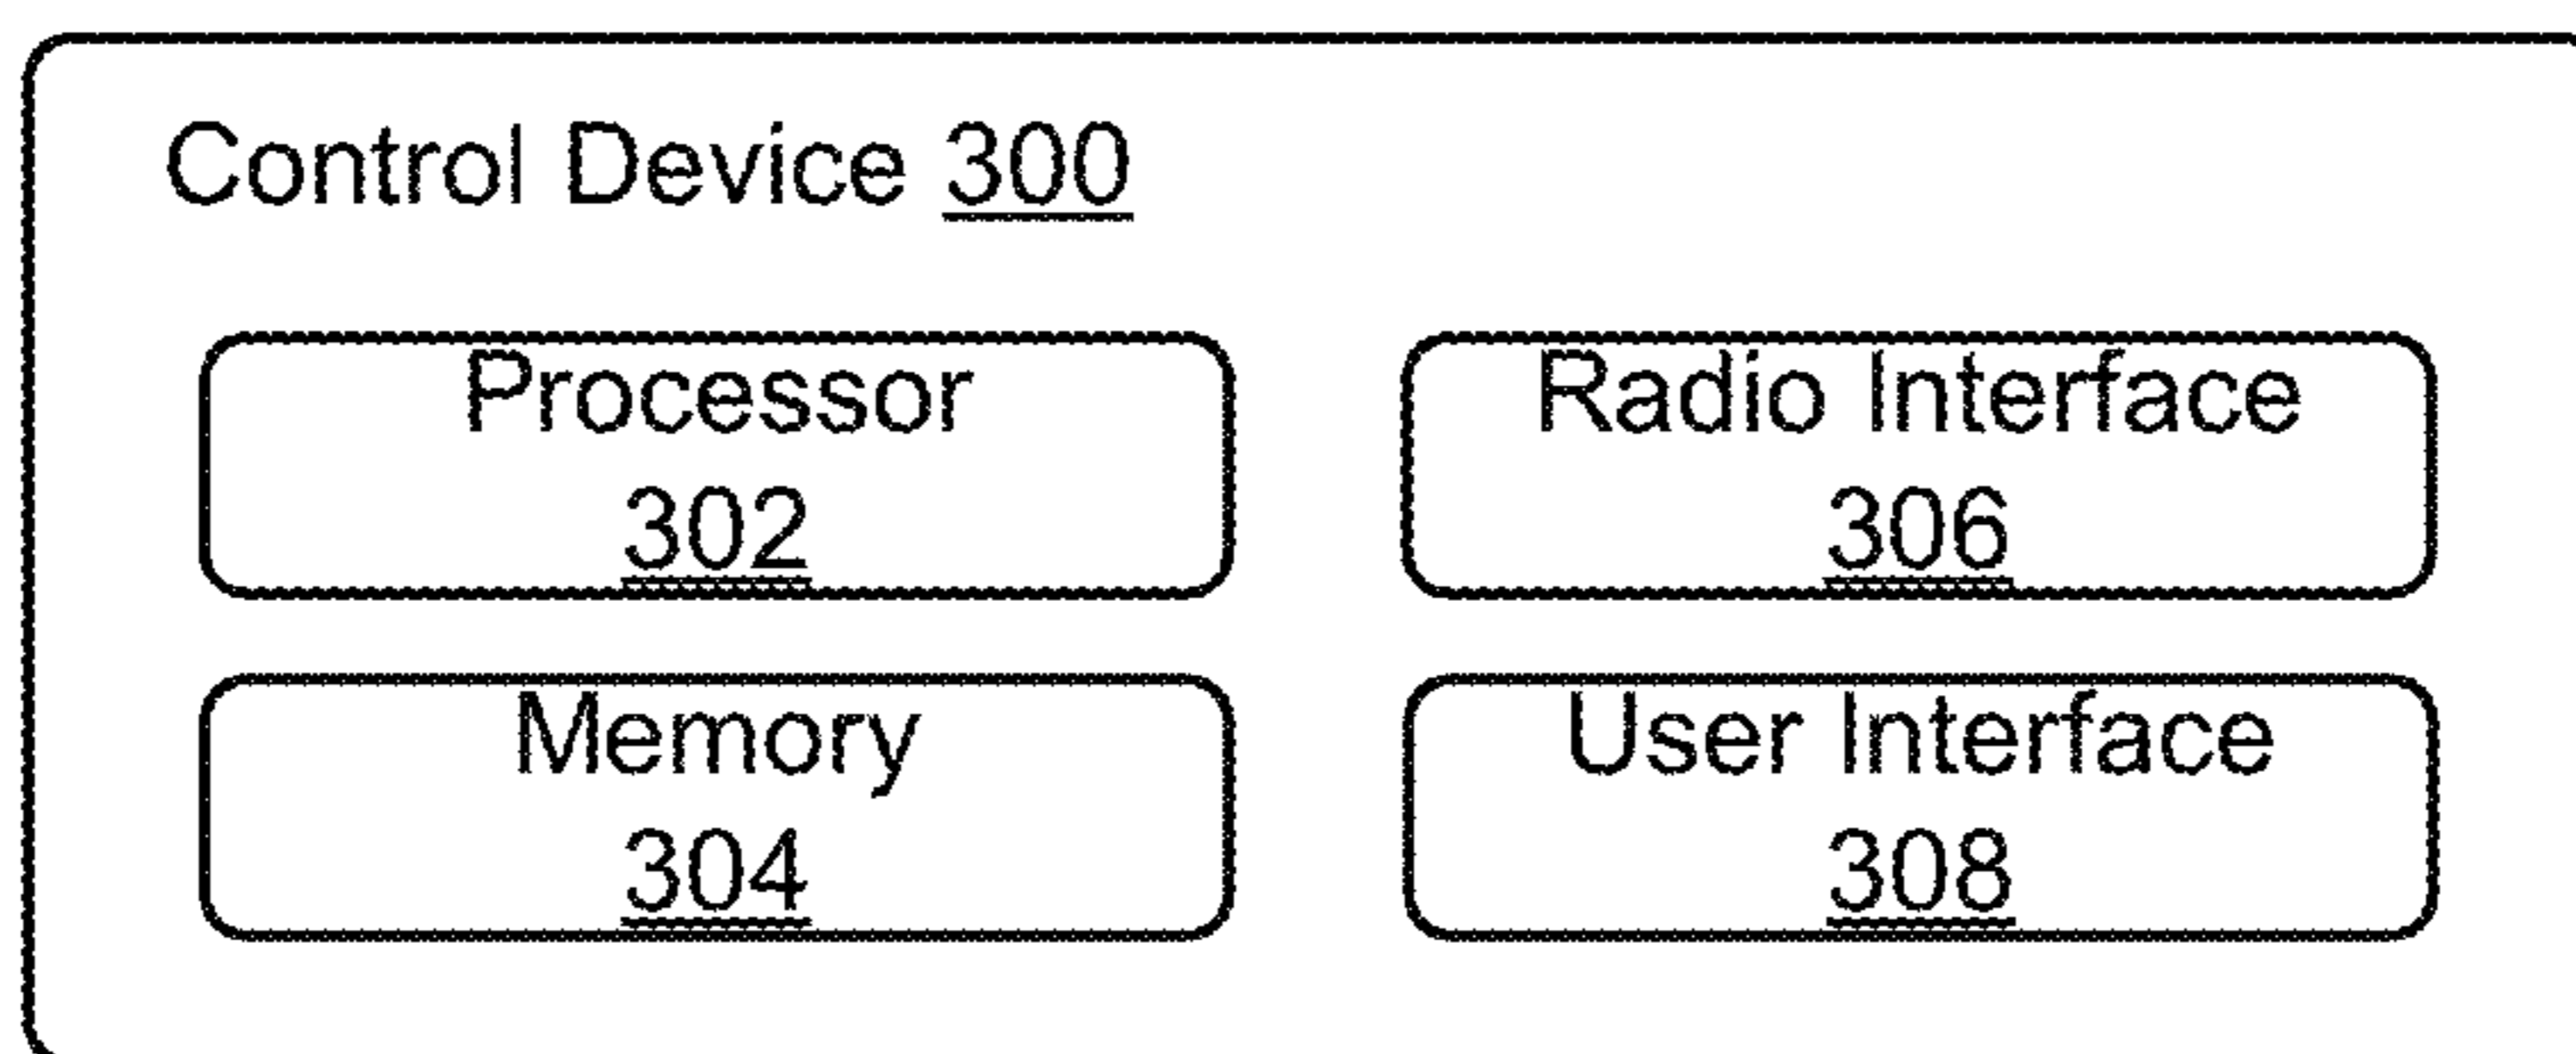 Control Device 300
Processor
302
Radio Interface
306
Memory
304
User Interface
308